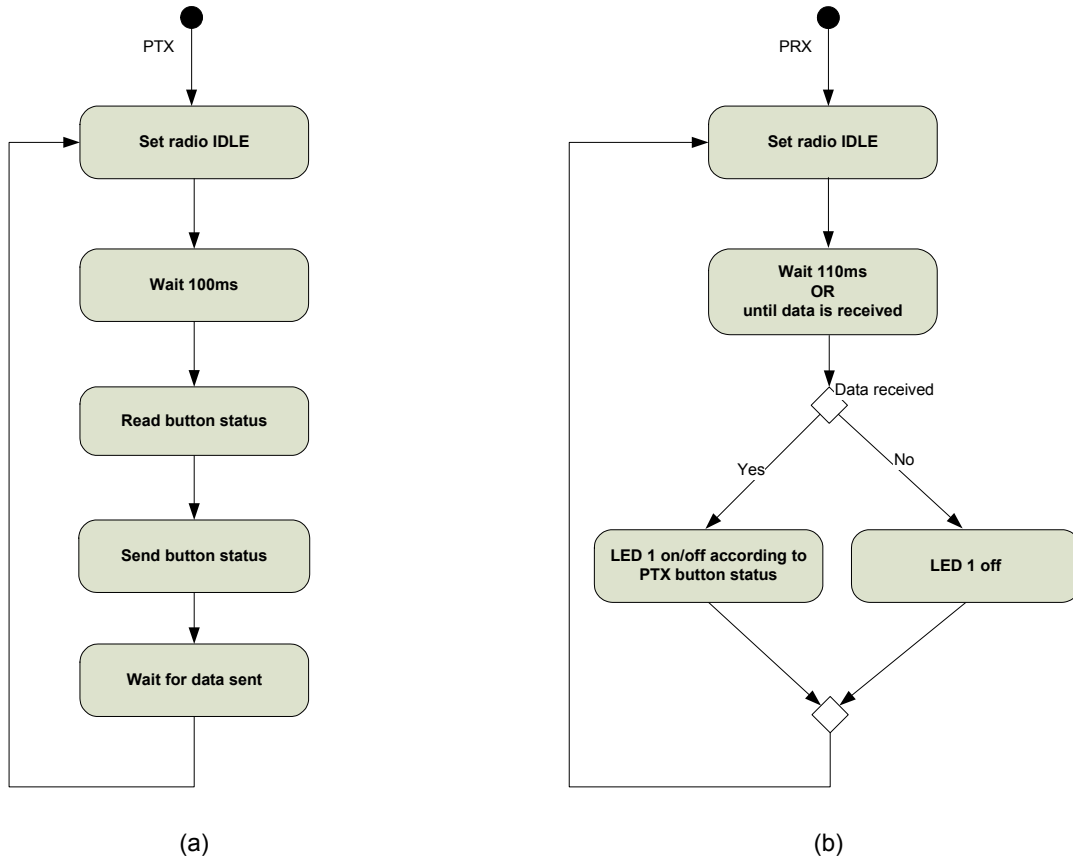 PTX
Set radio IDLE
Wait 100ms
Read button status
Send button status
Wait for data sent
(a)
PRX
Set radio IDLE
Wait 110ms
OR
until data is received
Data received
Yes
No
LED 1 on/off according to
PTX button status
LED 1 off
(b)